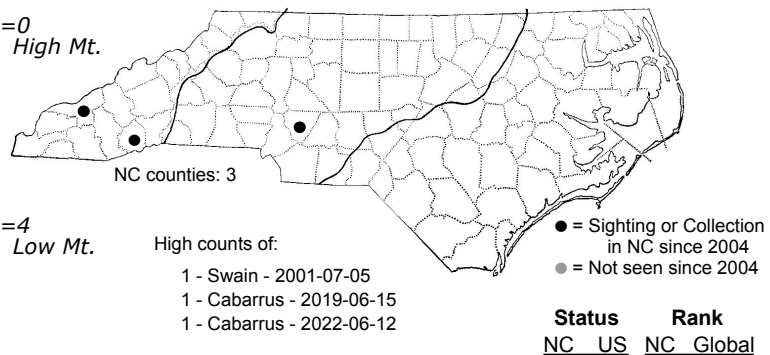 =0
High Mt.
NC counties: 3
=4
Low Mt.
High counts of:
1 - Swain - 2001-07-05
1 - Cabarrus - 2019-06-15
1 - Cabarrus - 2022-06-12
= Sighting or Collection
in NC since 2004
= Not seen since 2004
Status Rank
NC US NC Global